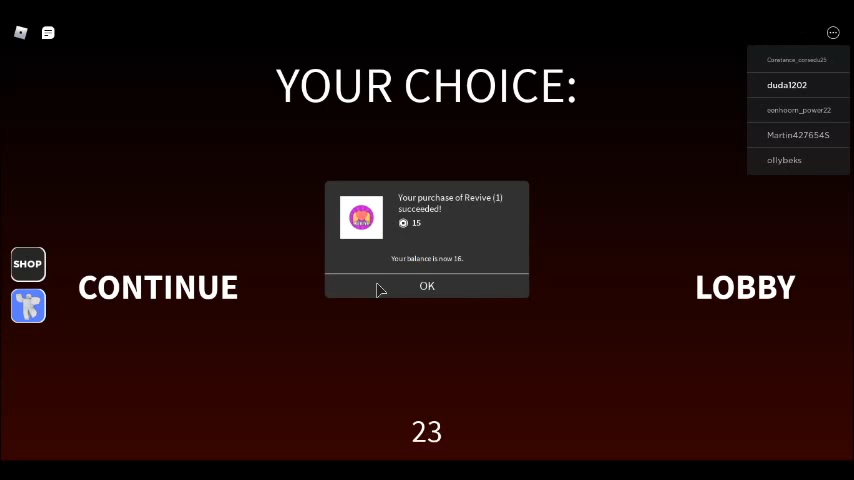 YOUR CHOICE:
Constance_coredu25
duda1202
eenhoorn_power22
Martin427654S
ollybeks
Your purchase of Revive (1)
succeeded!
15
Your balance is now 16.
OK
SHOP
CONTINUE
LOBBY
23